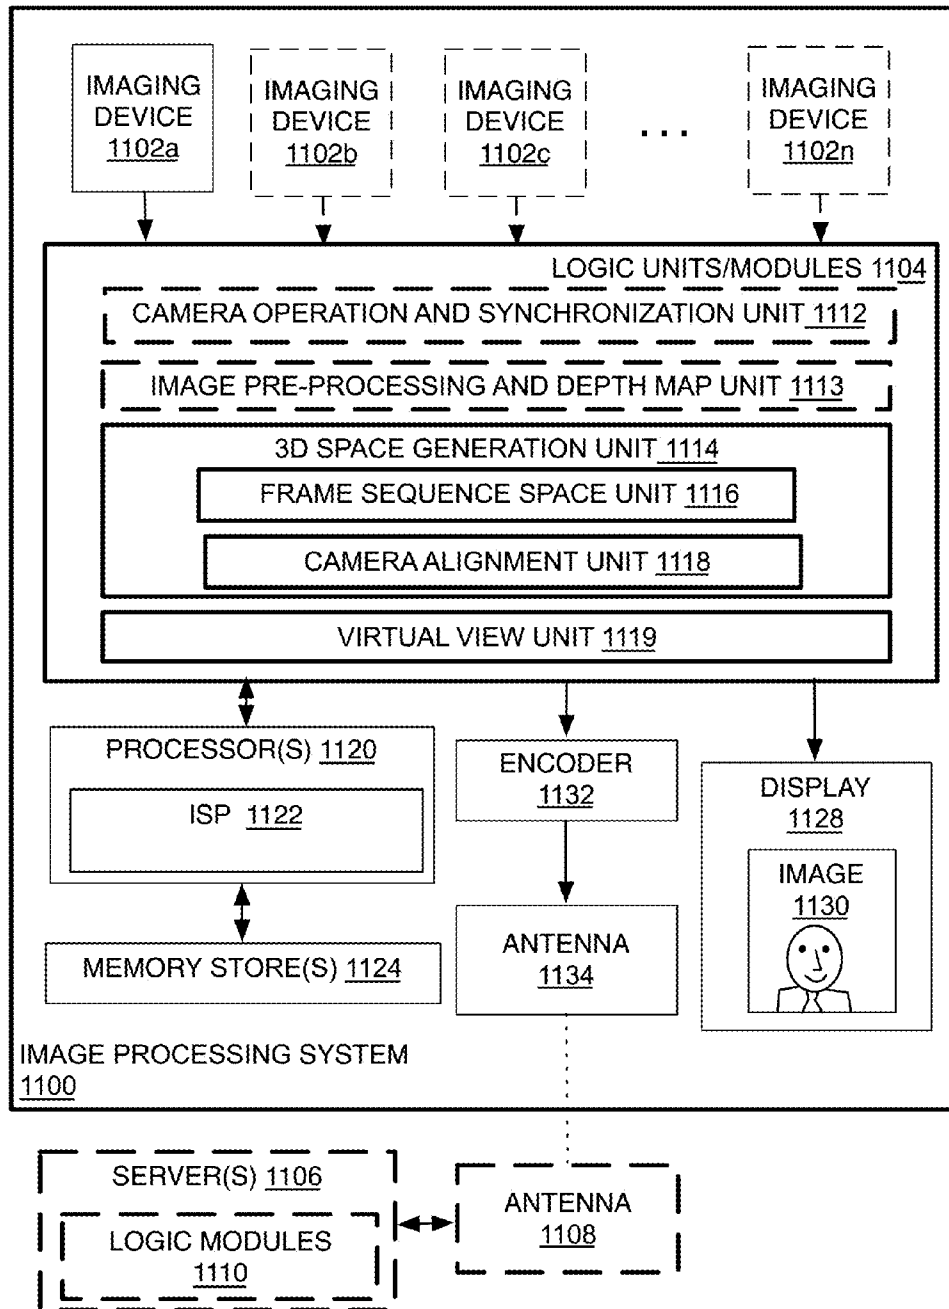 IMAGING
DEVICE
1102a
IMAGING
DEVICE
1102b
IMAGING
DEVICE
1102c
...
IMAGING
DEVICE
1102n
LOGIC UNITS/MODULES 1104
CAMERA OPERATION AND SYNCHRONIZATION UNIT 1112
IMAGE PRE-PROCESSING AND DEPTH MAP UNIT 1113
3D SPACE GENERATION UNIT 1114
FRAME SEQUENCE SPACE UNIT 1116
CAMERA ALIGNMENT UNIT 1118
VIRTUAL VIEW UNIT 1119
PROCESSOR(S) 1120
ISP 1122
MEMORY STORE(S) 1124
ENCODER
1132
ANTENNA
1134
DISPLAY
1128
IMAGE
1130
IMAGE PROCESSING SYSTEM
1100
SERVER(S) 1106
LOGIC MODULES
1110
ANTENNA
1108